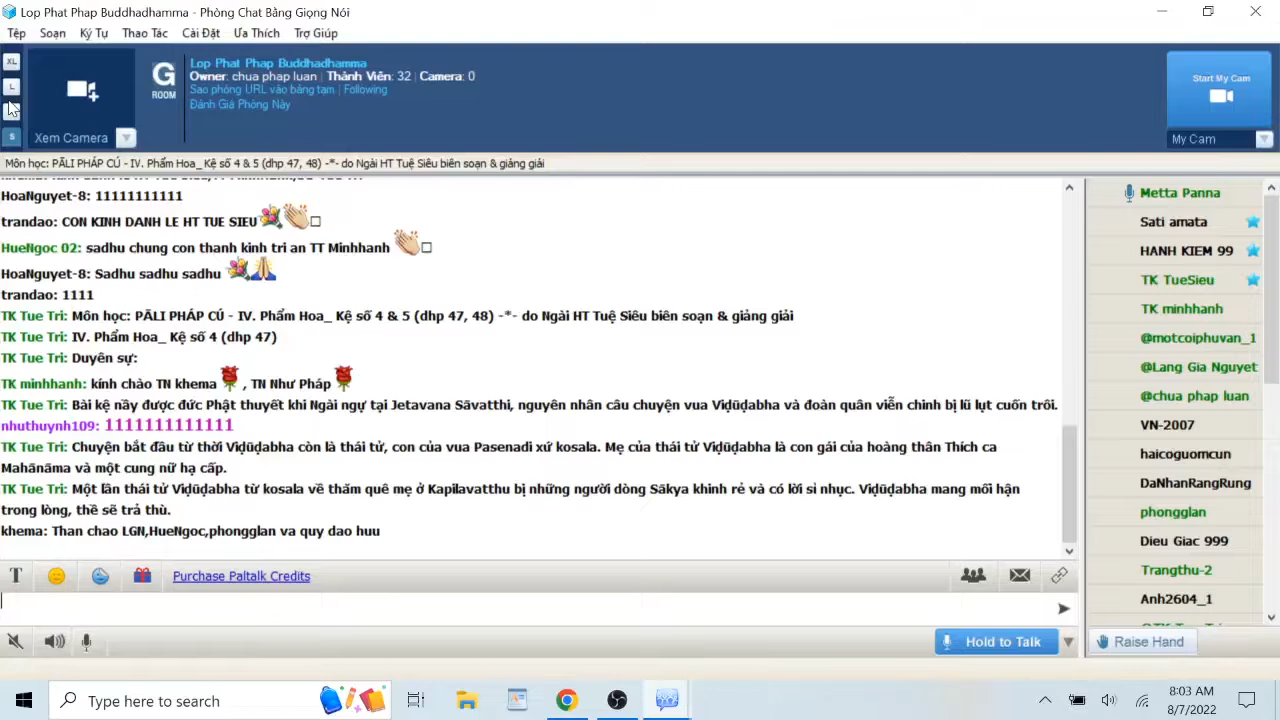 Lop Phat Phap Buddhadhamma - Phòng Chat Bằng Giọng Nói
Tệp Soạn Ký Tự Thao Tác Cài Đặt Ưa Thích Trợ Giúp
XL
L
S
Xem Camera
G
ROOM
Lop Phat Phap Buddhadhamma
Owner: chua phap luan | Thành Viên: 32 | Camera: 0
Sao phòng URL vào bảng tạm | Following
Đánh Giá Phòng Này
Start My Cam
My Cam
Môn học: PĀLI PHÁP CÚ - IV. Phẩm Hoa_ Kệ số 4 & 5 (dhp 47, 48) -*- do Ngài HT Tuệ Siêu biên soạn & giảng giải
HoaNguyet-8: 11111111111
trandao: CON KINH DANH LE HT TUE SIEU
HueNgoc 02: sadhu chung con thanh kinh tri an TT Minhhanh
HoaNguyet-8: Sadhu sadhu sadhu
trandao: 1111
TK Tue Tri: Môn học: PĀLI PHÁP CÚ - IV. Phẩm Hoa_ Kệ số 4 & 5 (dhp 47, 48) -*- do Ngài HT Tuệ Siêu biên soạn & giảng giải
TK Tue Tri: IV. Phẩm Hoa_ Kệ số 4 (dhp 47)
TK Tue Tri: Duyên sự:
TK minhhanh: kính chào TN khema , TN Như Pháp
TK Tue Tri: Bài kệ nầy được đức Phật thuyết khi Ngài ngự tại Jetavana Sāvatthi, nguyên nhân câu chuyện vua Viḍūḍabha và đoàn quân viễn chinh bị lũ lụt cuốn trôi.
nhuthuynh109: 1111111111111
TK Tue Tri: Chuyện bắt đầu từ thời Viḍūḍabha còn là thái tử, con của vua Pasenadi xứ kosala. Mẹ của thái tử Viḍūḍabha là con gái của hoàng thân Thích ca
Mahānāma và một cung nữ hạ cấp.
TK Tue Tri: Một lần thái tử Viḍūḍabha từ kosala về thăm quê mẹ ở Kapilavatthu bị những người dòng Sākya khinh rẻ và có lời sỉ nhục. Viḍūḍabha mang mối hận
trong lòng, thề sẽ trả thù.
khema: Than chao LGN,HueNgoc,phongglan va quy dao huu
Metta Panna
Sati amata
HANH KIEM 99
TK TueSieu
TK minhhanh
@motcoiphuvan_1
@Lang Gia Nguyet
@chua phap luan
VN-2007
haicoguomcun
DaNhanRangRung
phongglan
Dieu Giac 999
Trangthu-2
Anh2604_1
T Purchase Paltalk Credits
Hold to Talk
Raise Hand
Type here to search
8:03 AM
8/7/2022